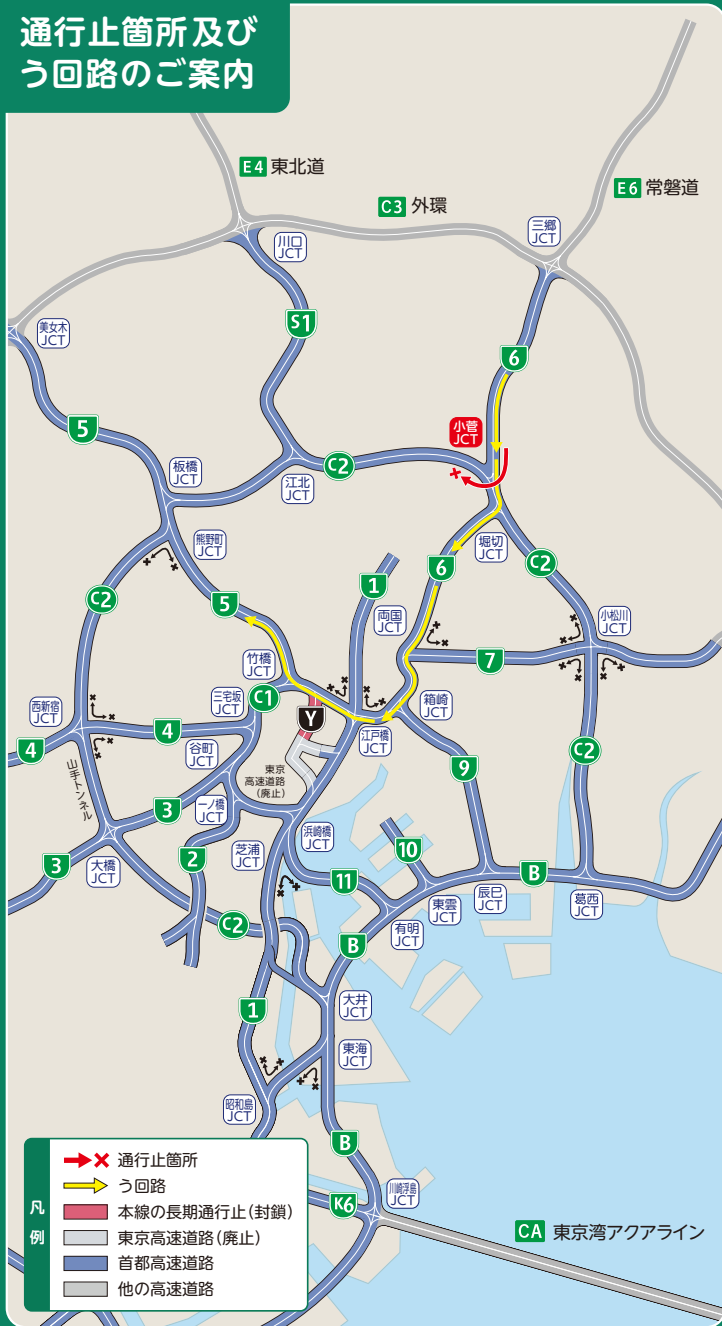 通行止箇所及び
う回路のご案内
E4 東北道
C3 外環
E6 常磐道
三郷
JCT
川口
JCT
美女木
JCT
S1
6
5
小菅
JCT
板橋
JCT
C2
江北
JCT
熊野町
JCT
堀切
JCT
6
C2
C2
1
5
両国
JCT
小松川
JCT
7
竹橋
JCT
三宅坂
JCT
C1
箱崎
JCT
西新宿
JCT
Y
江戸橋
JCT
4
4
谷町
JCT
C2
山手トンネル
東京
高速道路
(廃止)
9
3
一ノ橋
JCT
浜崎橋
JCT
芝浦
JCT
10
3
大橋
JCT
2
11
B
辰巳
JCT
東雲
JCT
葛西
JCT
C2
有明
JCT
B
大井
JCT
1
東海
JCT
昭和島
JCT
B
川崎浮島
JCT
K6
CA 東京湾アクアライン
凡例
通行止箇所
う回路
本線の長期通行止(封鎖)
東京高速道路(廃止)
首都高速道路
他の高速道路